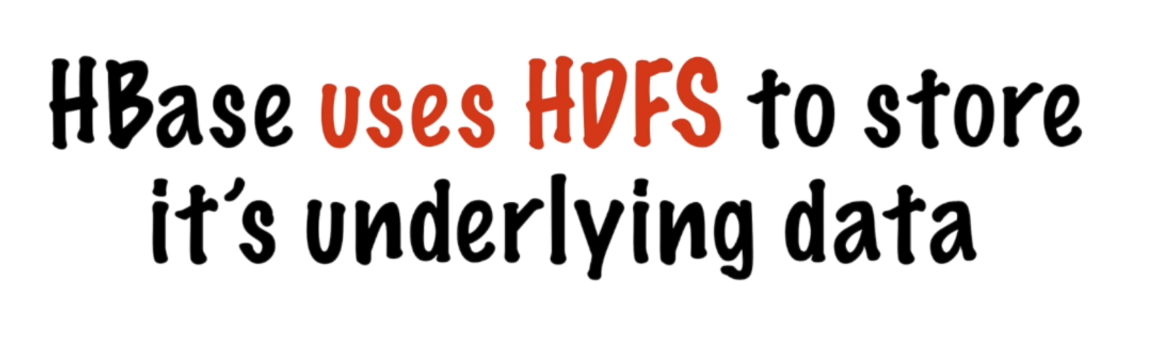 HBase uses HDFS to store
it's underlying data